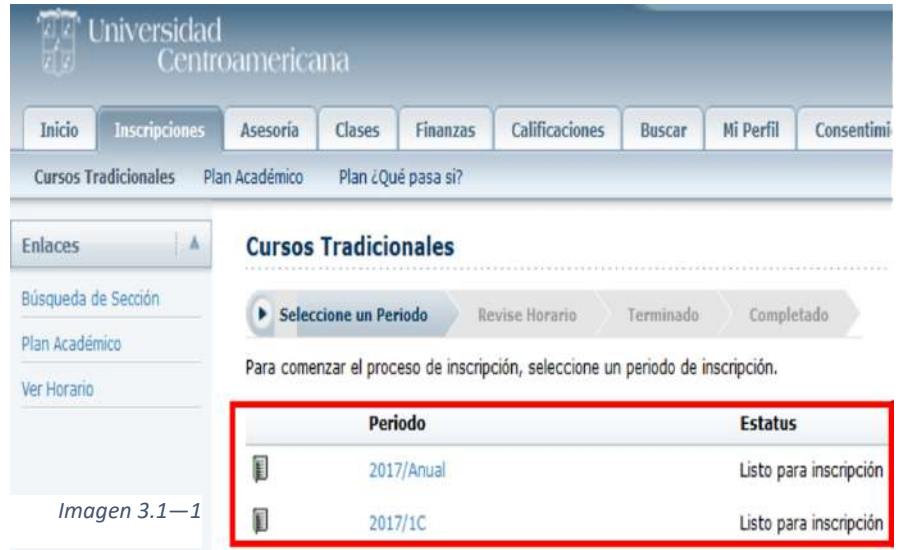 Universidad
Centroamericana
Inicio Inscripciones Asesoría Clases Finanzas Calificaciones Buscar Mi Perfil Consentimi
Cursos Tradicionales Plan Académico Plan ¿Qué pasa si?
Enlaces
Búsqueda de Sección
Plan Académico
Ver Horario
Cursos Tradicionales
Seleccione un Periodo Revise Horario Terminado Completado
Para comenzar el proceso de inscripción, seleccione un periodo de inscripción.
Periodo Estatus
2017/Anual Listo para inscripción
2017/1C Listo para inscripción
Imagen 3.1—1